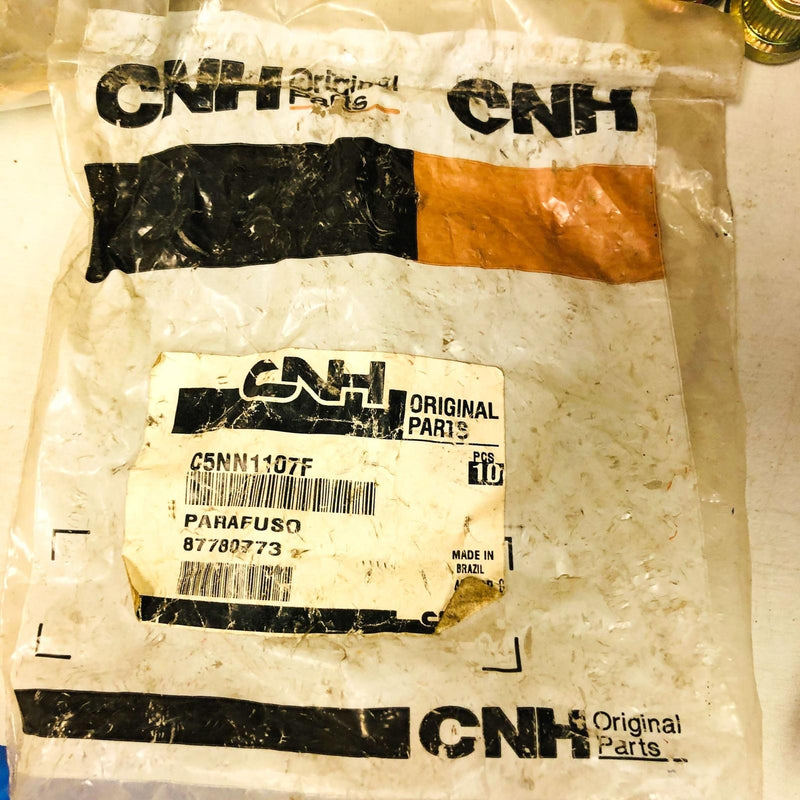 CNH Original
Parts
CNH
CNH
ORIGINAL
PARTS
C5NN1107F
PCS
10
PARAFUSO
87780773
MADE IN
BRAZIL
CNH Original
Parts